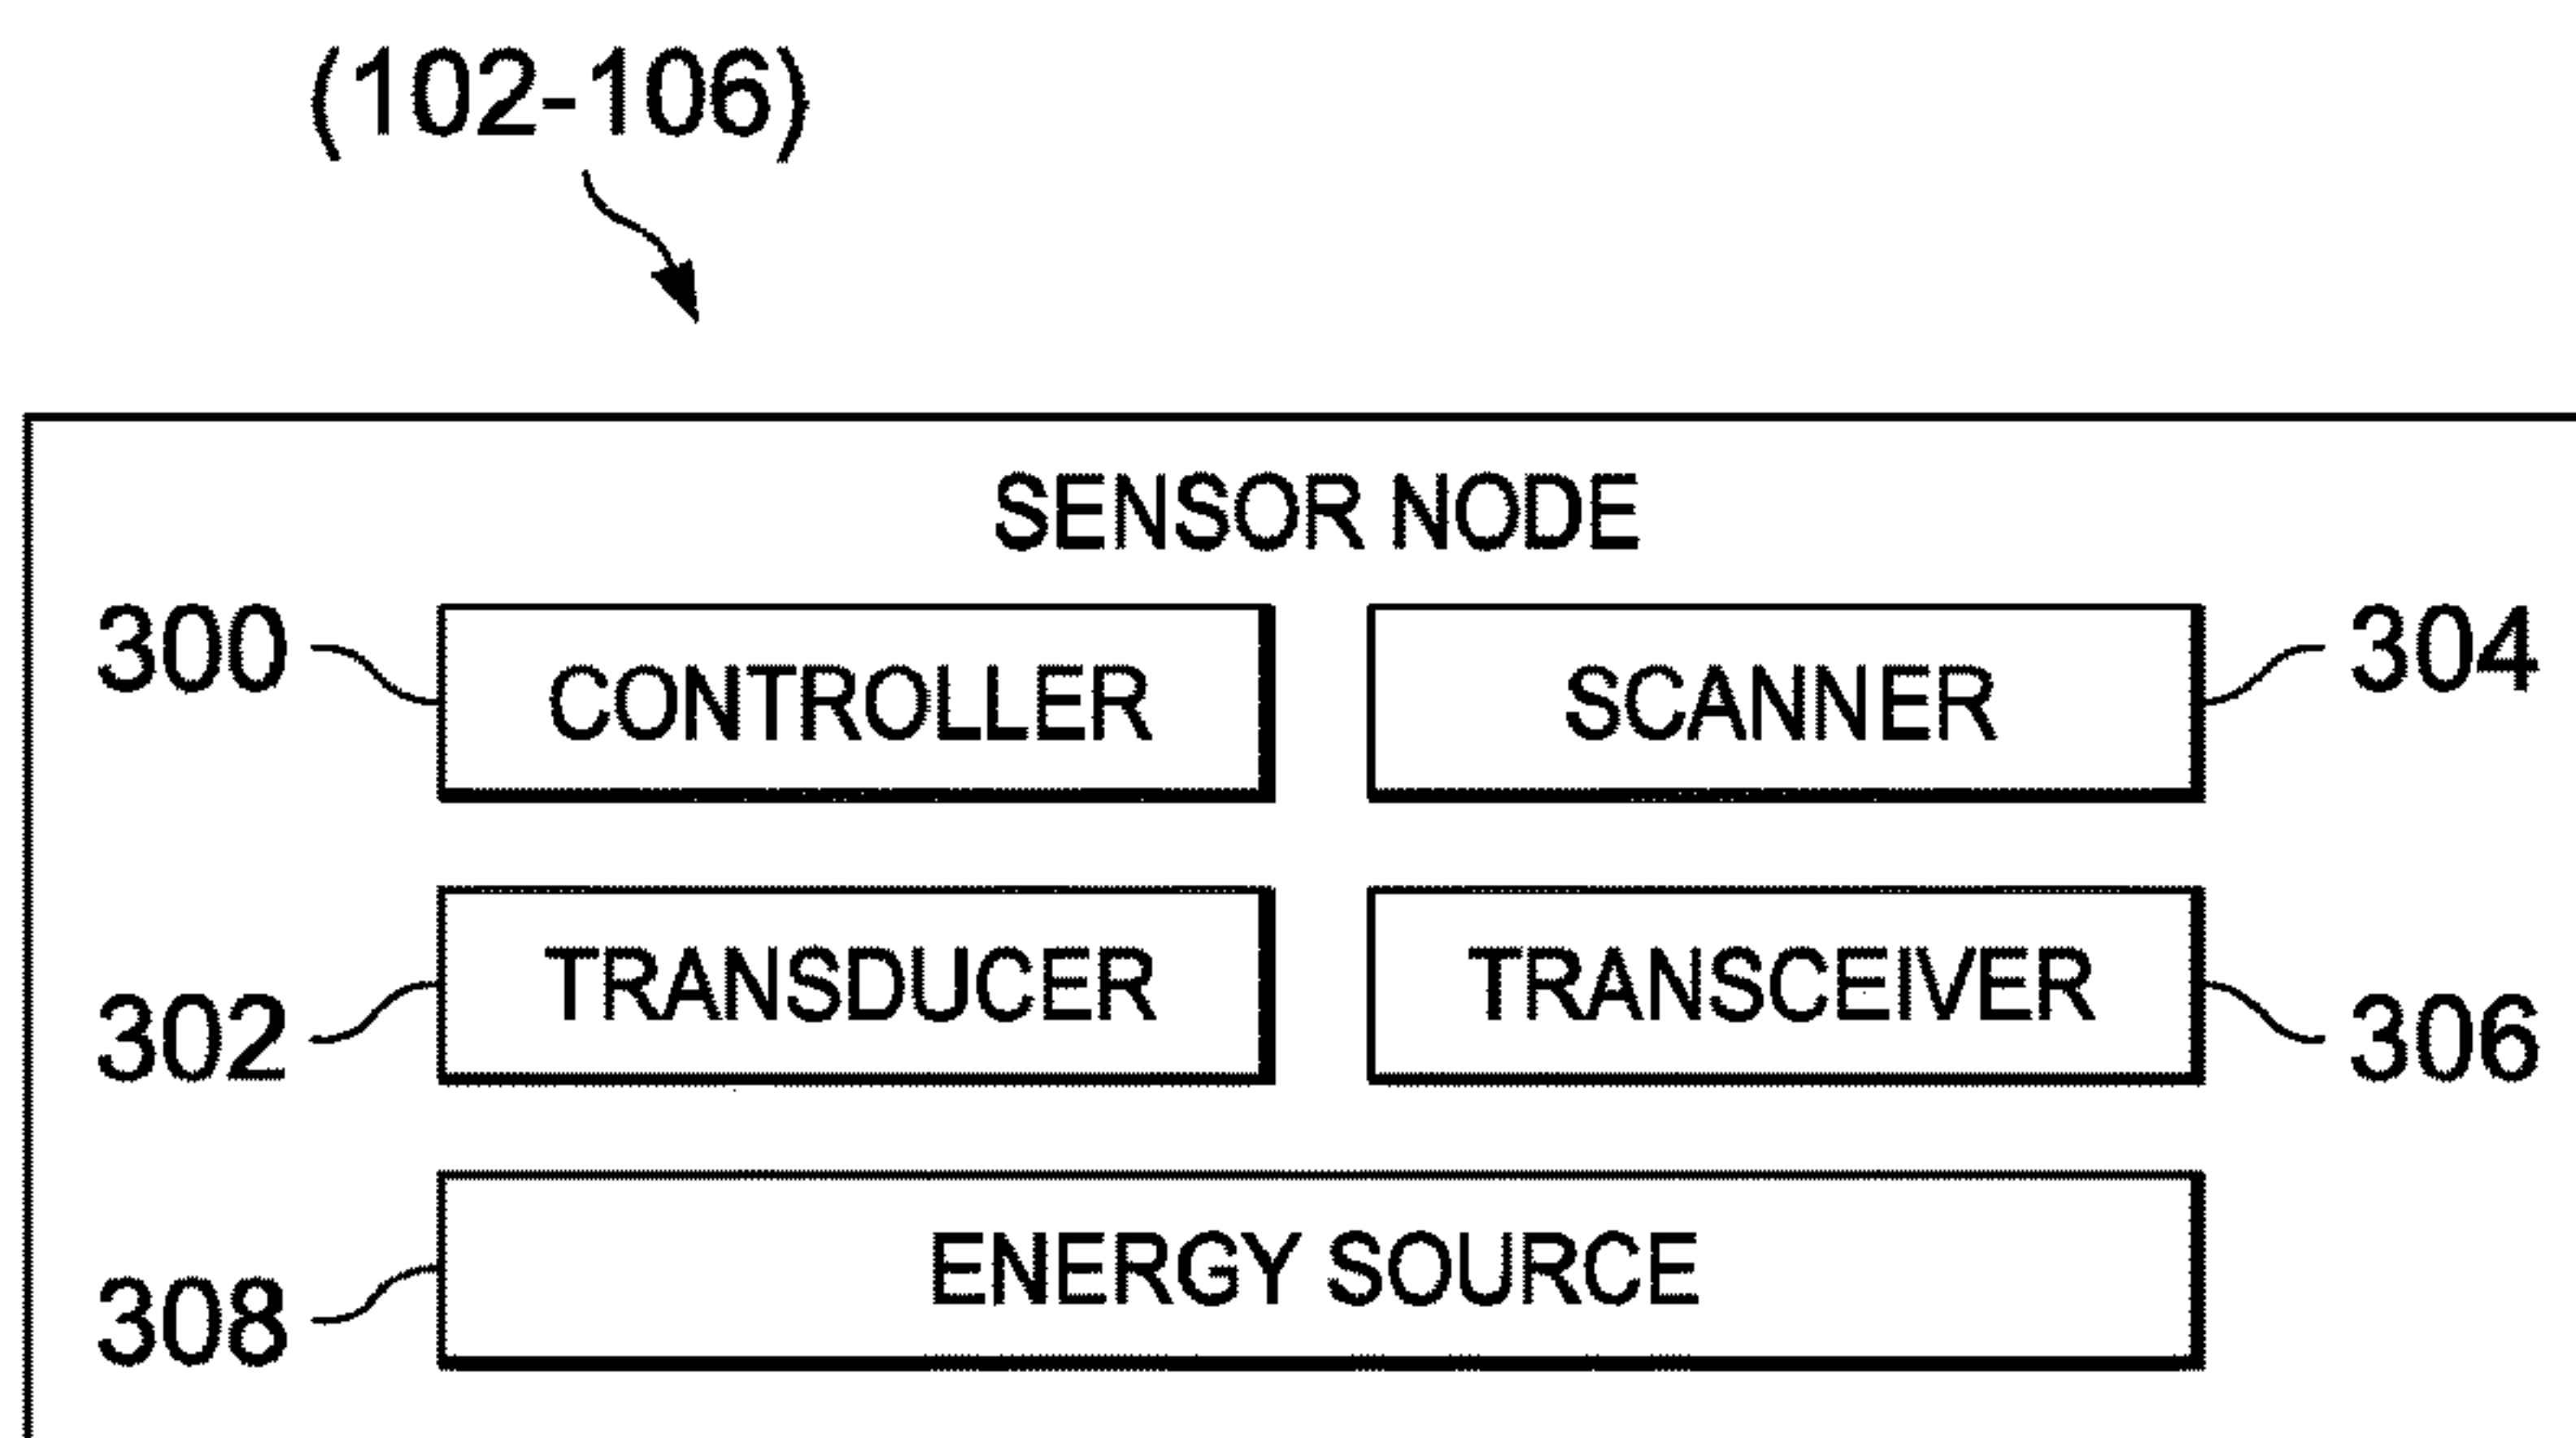 (102-106)
SENSOR NODE
300 CONTROLLER SCANNER 304
302 TRANSDUCER TRANSCEIVER 306
308 ENERGY SOURCE